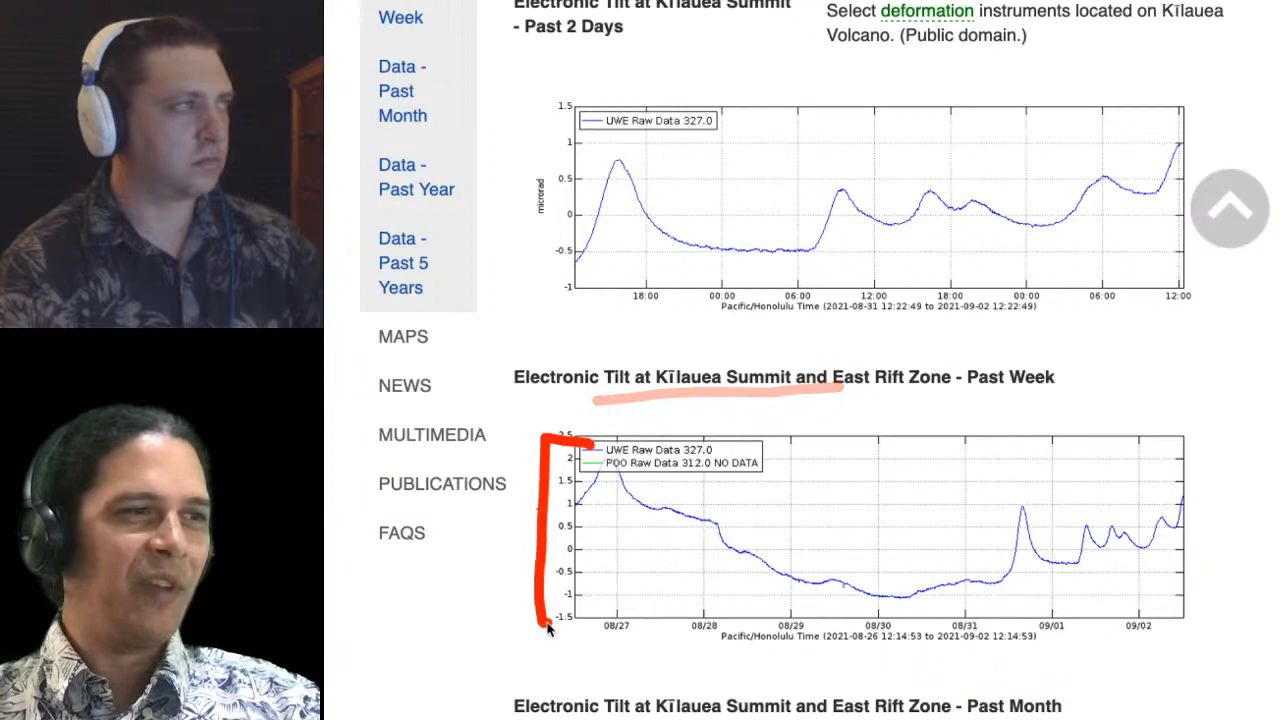 Week
Data -
Past
Month
Data -
Past Year
Data -
Past 5
Years
MAPS
NEWS
MULTIMEDIA
PUBLICATIONS
FAQS
Electronic Tilt at Kīlauea Summit
- Past 2 Days
Select deformation instruments located on Kīlauea
Volcano. (Public domain.)
UWE Raw Data 327.0
1.5
1
0.5
0
-0.5
-1
microrad
18:00 00:00 06:00 12:00 18:00 00:00 06:00 12:00
Pacific/Honolulu Time (2021-08-31 12:22:49 to 2021-09-02 12:22:49)
Electronic Tilt at Kīlauea Summit and East Rift Zone - Past Week
UWE Raw Data 327.0
POO Raw Data 312.0 NO DATA
2.5
2
1.5
1
0.5
0
-0.5
-1
-1.5
08/27 08/28 08/29 08/30 08/31 09/01 09/02
Pacific/Honolulu Time (2021-08-26 12:14:53 to 2021-09-02 12:14:53)
Electronic Tilt at Kīlauea Summit and East Rift Zone - Past Month